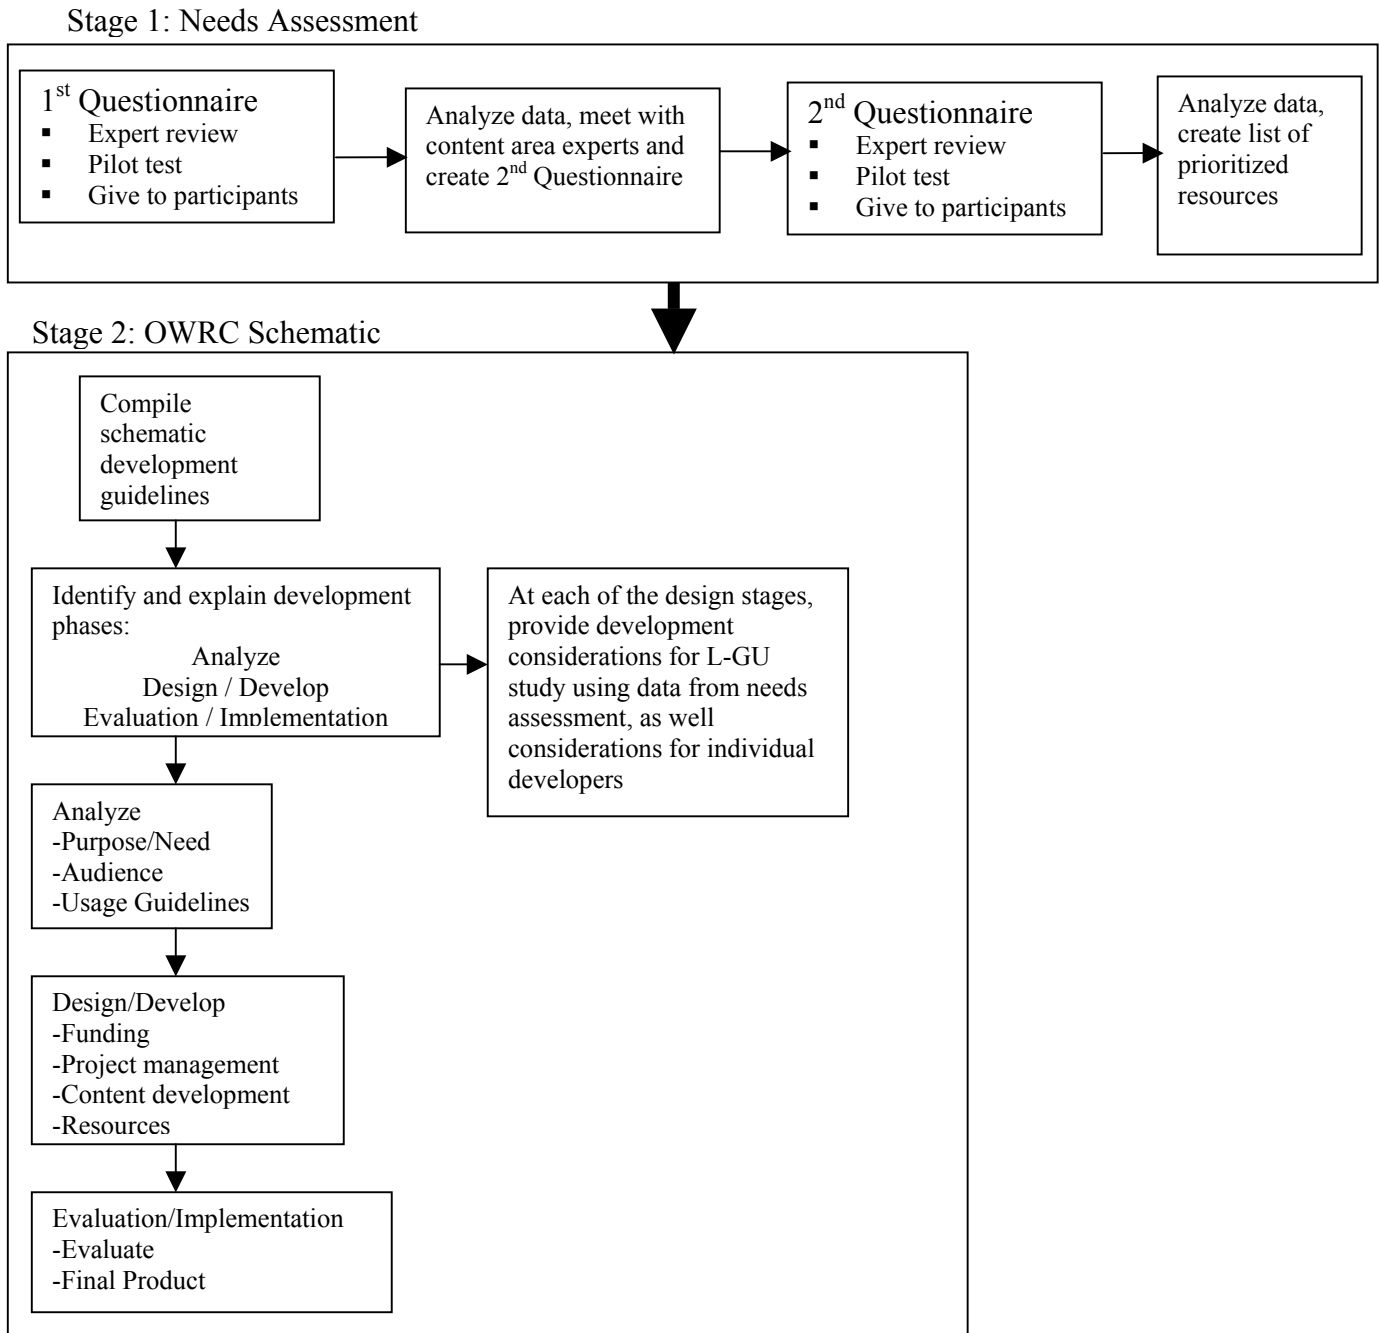 Stage 1: Needs Assessment
1st Questionnaire
▪ Expert review
▪ Pilot test
▪ Give to participants
Analyze data, meet with
content area experts and
create 2nd Questionnaire
2nd Questionnaire
▪ Expert review
▪ Pilot test
▪ Give to participants
Analyze data,
create list of
prioritized
resources
Stage 2: OWRC Schematic
Compile
schematic
development
guidelines
Identify and explain development
phases:
Analyze
Design / Develop
Evaluation / Implementation
At each of the design stages,
provide development
considerations for L-GU
study using data from needs
assessment, as well
considerations for individual
developers
Analyze
-Purpose/Need
-Audience
-Usage Guidelines
Design/Develop
-Funding
-Project management
-Content development
-Resources
Evaluation/Implementation
-Evaluate
-Final Product